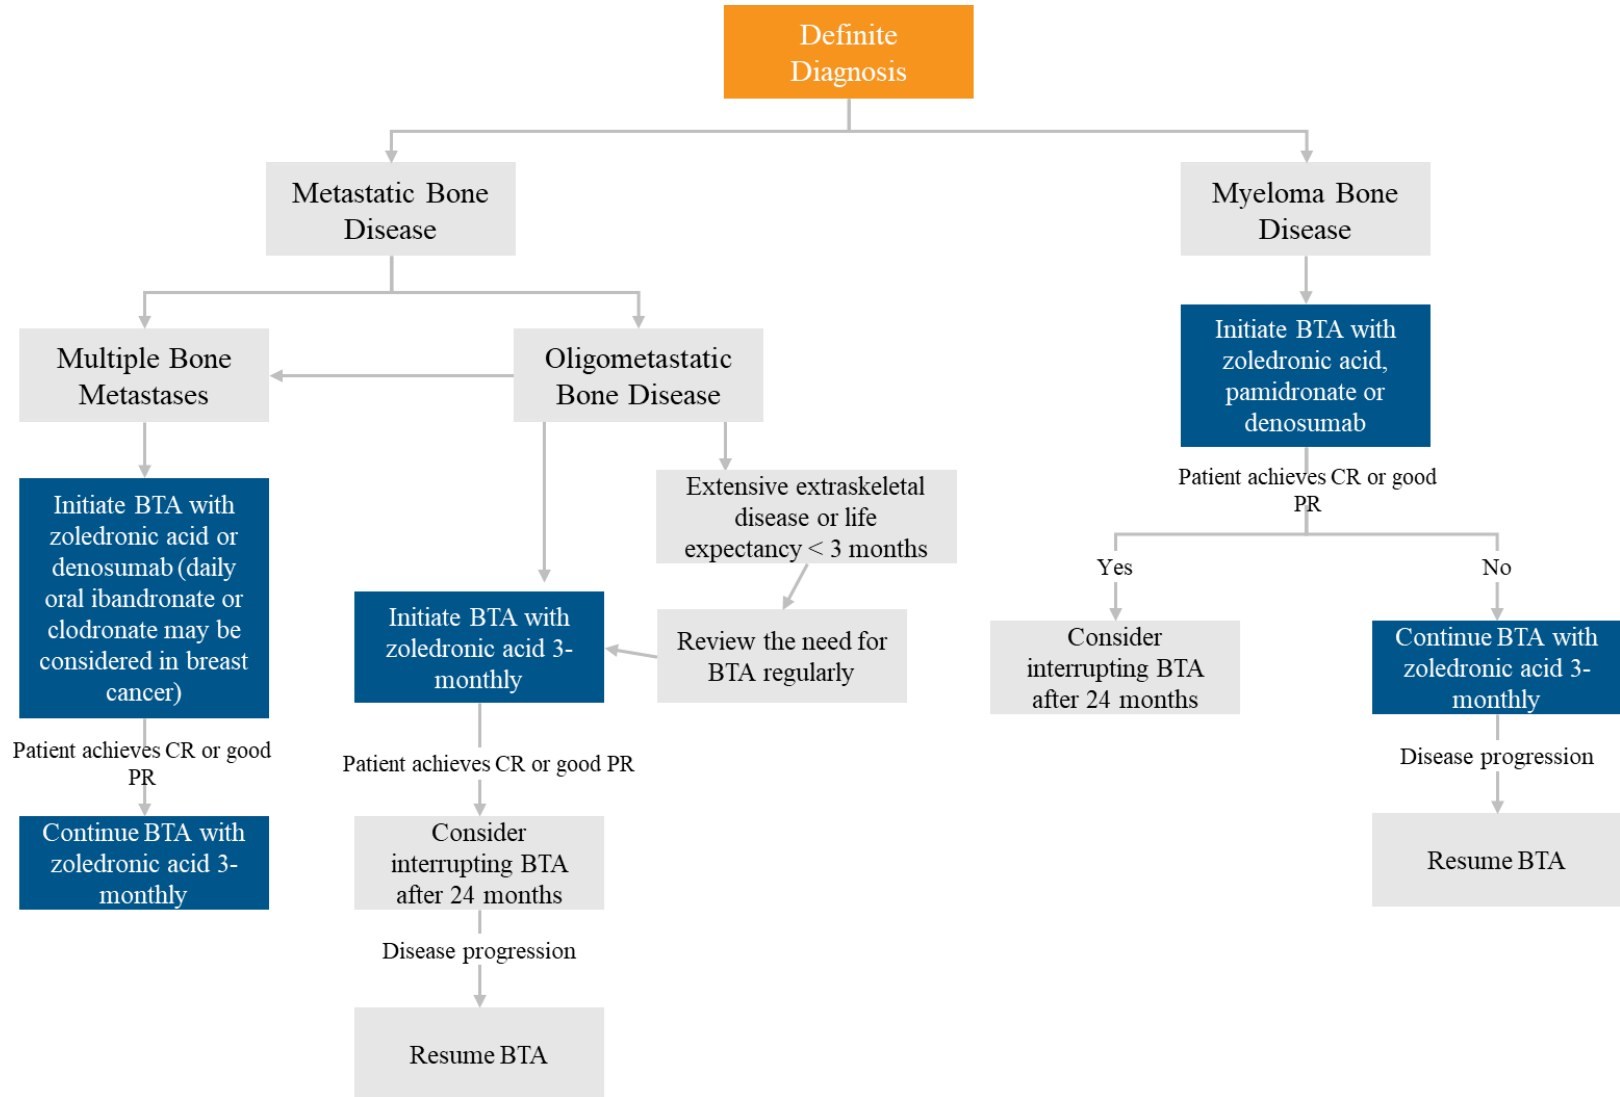 Definite
Diagnosis
Metastatic Bone
Disease
Myeloma Bone
Disease
Multiple Bone
Metastases
Oligometastatic
Bone Disease
Initiate BTA with
zoledronic acid,
pamidronate or
denosumab
Initiate BTA with
zoledronic acid or
denosumab (daily
oral ibandronate or
clodronate may be
considered in breast
cancer)
Extensive extraskeletal
disease or life
expectancy < 3 months
Patient achieves CR or good
PR
Yes
No
Initiate BTA with
zoledronic acid 3-
monthly
Review the need for
BTA regularly
Consider
interrupting BTA
after 24 months
Continue BTA with
zoledronic acid 3-
monthly
Patient achieves CR or good
PR
Patient achieves CR or good PR
Disease progression
Continue BTA with
zoledronic acid 3-
monthly
Consider
interrupting BTA
after 24 months
Resume BTA
Disease progression
Resume BTA